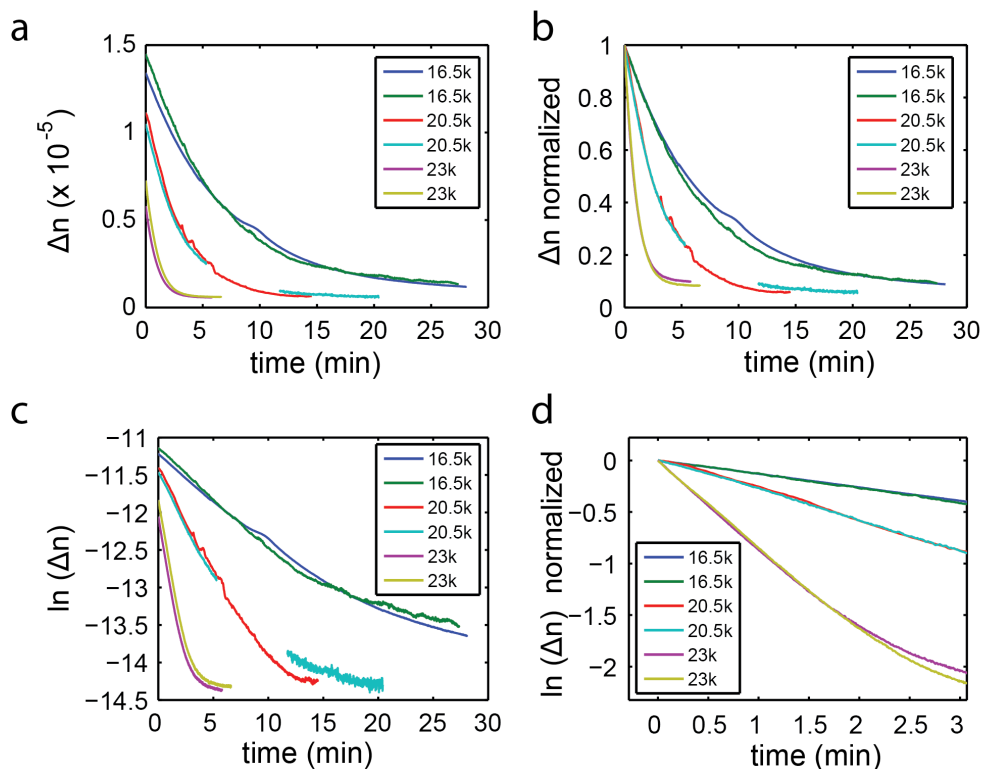 a
Δn (x 10⁻⁵)
1.5
1
0.5
0
0 5 10 15 20 25 30
time (min)
16.5k
16.5k
20.5k
20.5k
23k
23k
b
Δn normalized
1
0.8
0.6
0.4
0.2
0
0 5 10 15 20 25 30
time (min)
16.5k
16.5k
20.5k
20.5k
23k
23k
c
ln (Δn)
−11
−11.5
−12
−12.5
−13
−13.5
−14
−14.5
0 5 10 15 20 25 30
time (min)
16.5k
16.5k
20.5k
20.5k
23k
23k
d
ln (Δn) normalized
0
−0.5
−1
−1.5
−2
0 0.5 1 1.5 2 2.5 3
time (min)
16.5k
16.5k
20.5k
20.5k
23k
23k